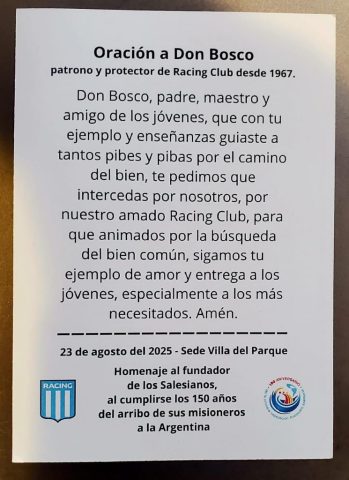 Oración a Don Bosco
patrono y protector de Racing Club desde 1967.
Don Bosco, padre, maestro y
amigo de los jóvenes, que con tu
ejemplo y enseñanzas guiaste a
tantos pibes y pibas por el camino
del bien, te pedimos que
intercedas por nosotros, por
nuestro amado Racing Club, para
que animados por la búsqueda
del bien común, sigamos tu
ejemplo de amor y entrega a los
jóvenes, especialmente a los más
necesitados. Amén.
23 de agosto del 2025 - Sede Villa del Parque
Homenaje al fundador
de los Salesianos,
al cumplirse los 150 años
del arribo de sus misioneros
a la Argentina
RACING